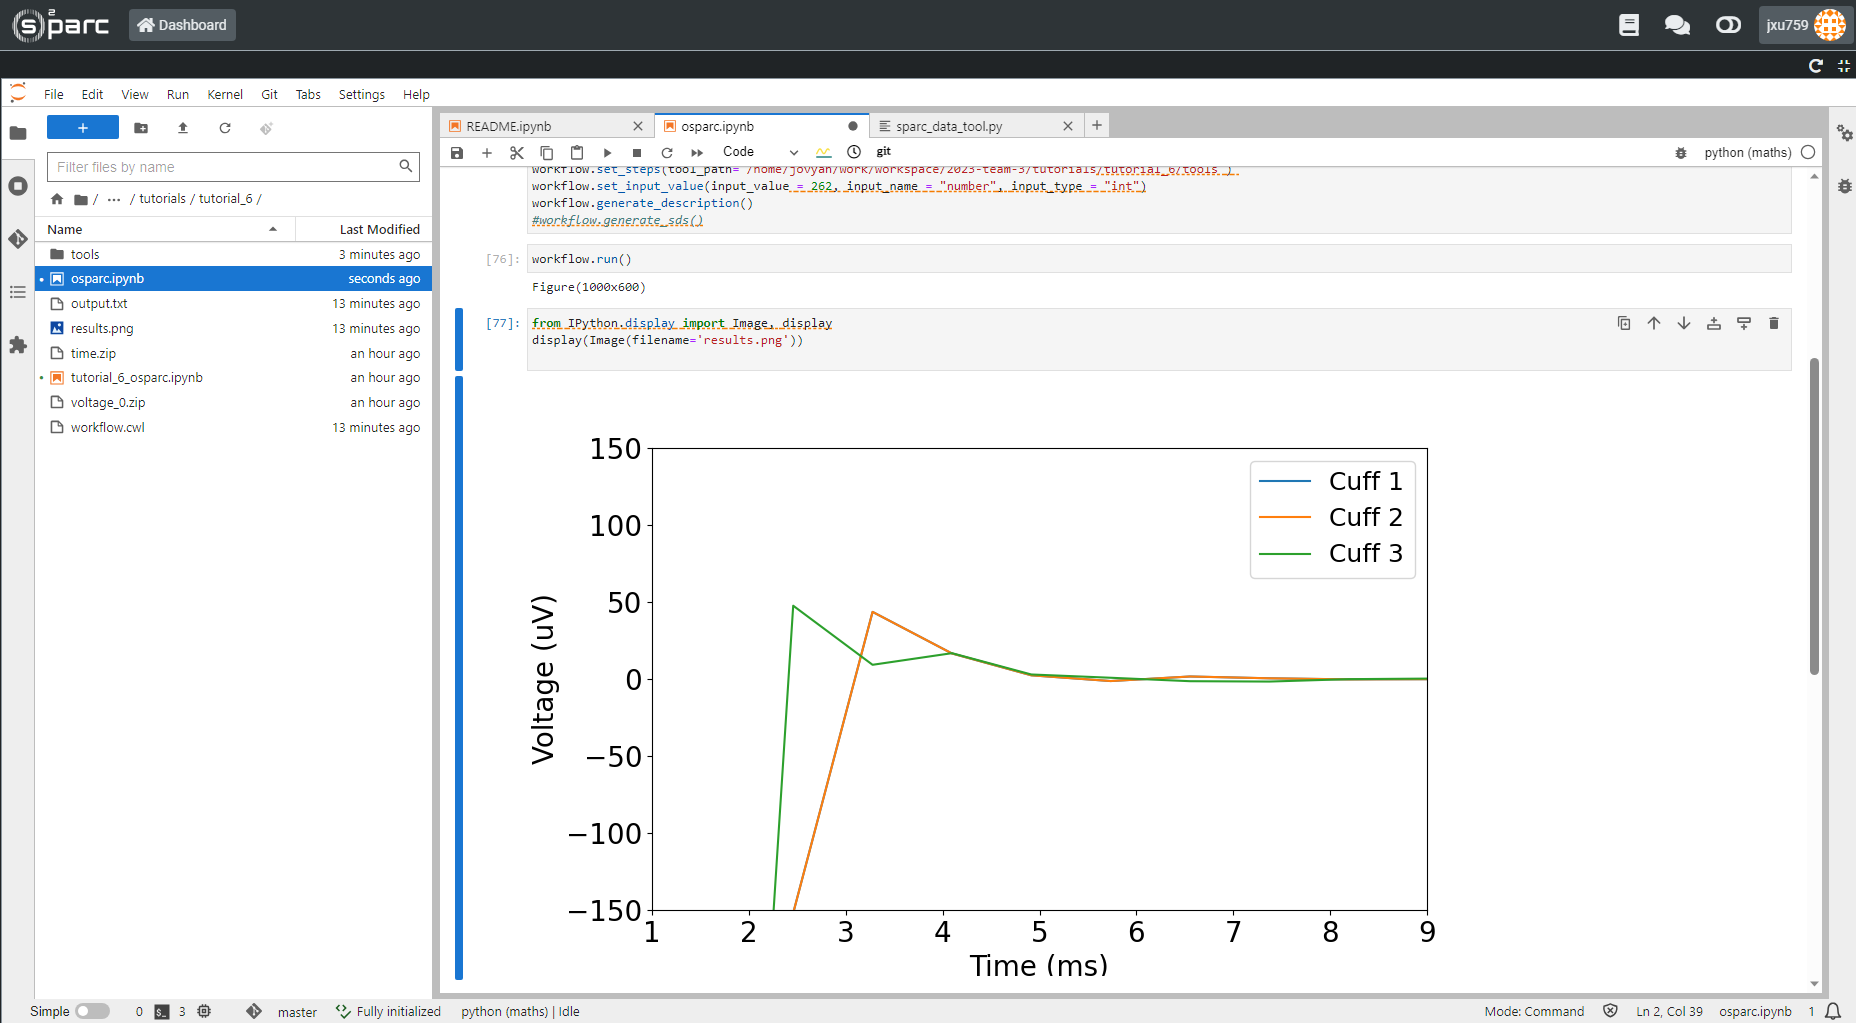 s2parc
Dashboard
jxu759
File Edit View Run Kernel Git Tabs Settings Help
+
Filter files by name
/ ··· / tutorials / tutorial_6 /
Name Last Modified
tools 3 minutes ago
osparc.ipynb seconds ago
output.txt 13 minutes ago
results.png 13 minutes ago
time.zip an hour ago
tutorial_6_osparc.ipynb an hour ago
voltage_0.zip an hour ago
workflow.cwl 13 minutes ago
README.ipynb
osparc.ipynb
sparc_data_tool.py
Code
git
python (maths)
workflow.set_steps(tool_path="/home/jovyan/work/workspace/2023-team-3/tutorials/tutorial_6/tools")
workflow.set_input_value(input_value = 262, input_name = "number", input_type = "int")
workflow.generate_description()
#workflow.generate_sds()
[76]: workflow.run()
Figure(1000x600)
[77]: from IPython.display import Image, display
display(Image(filename='results.png'))
150
100
50
0
−50
−100
−150
Voltage (uV)
Cuff 1
Cuff 2
Cuff 3
1 2 3 4 5 6 7 8 9
Time (ms)
Simple 0 $_ 3 master Fully initialized python (maths) | Idle
Mode: Command Ln 2, Col 39 osparc.ipynb 1